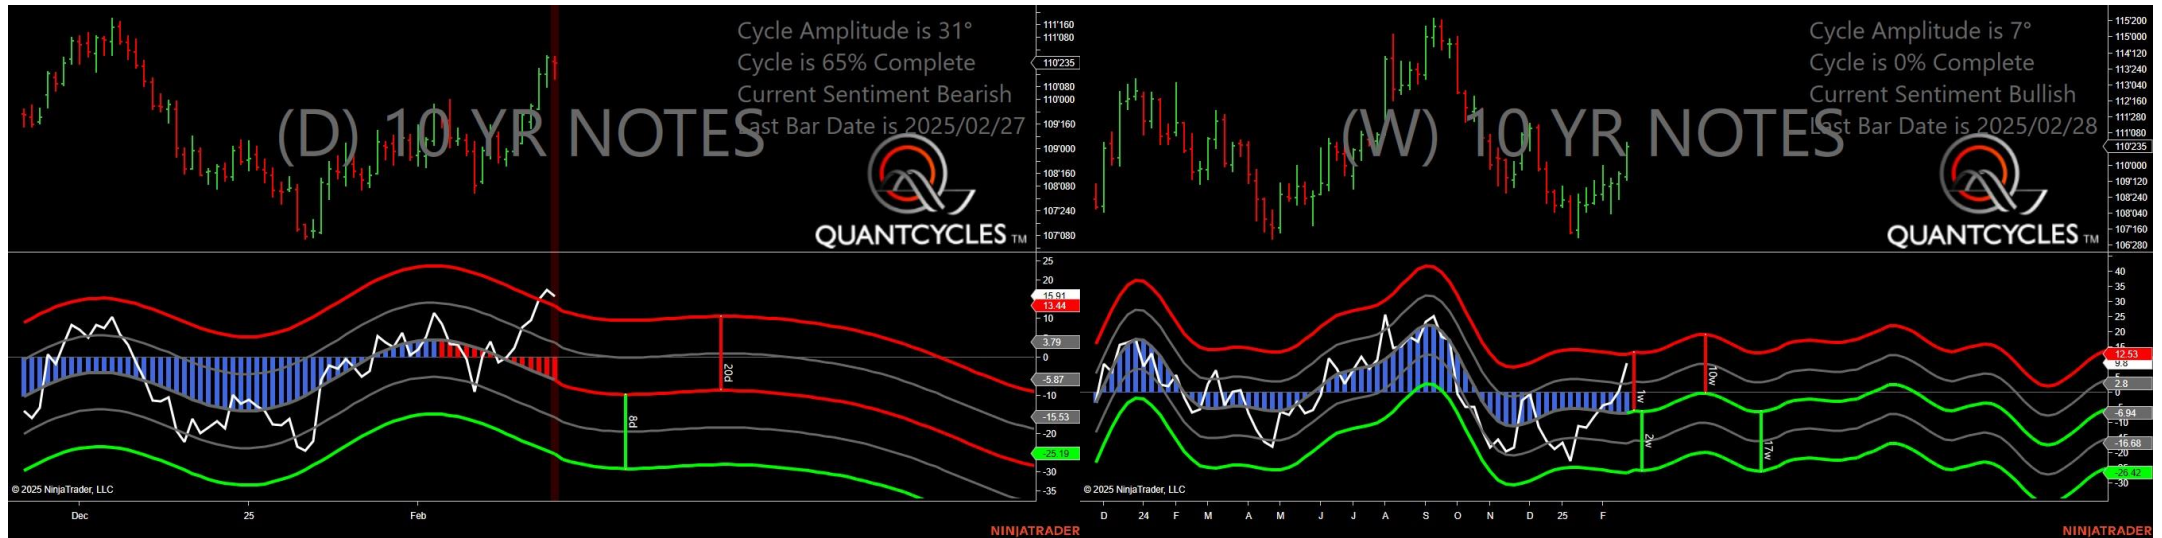 Cycle Amplitude is 31°
Cycle is 65% Complete
Current Sentiment Bearish
Last Bar Date is 2025/02/27
(D) 10 YR NOTES
QUANTCYCLES TM
111'160
111'080
110'235
110'080
110'000
109'160
109'000
108'160
108'080
107'240
107'080
25
20
15.91
13.44
10
3.79
0
-5.87
-10
-15.53
-20
-25.19
-30
-35
20d
8d
© 2025 NinjaTrader, LLC
Dec
25
Feb
NINJATRADER
Cycle Amplitude is 7°
Cycle is 0% Complete
Current Sentiment Bullish
Last Bar Date is 2025/02/28
(W) 10 YR NOTES
QUANTCYCLES TM
115'200
115'000
114'120
113'240
113'040
112'160
111'280
111'080
110'235
110'000
109'120
108'240
108'040
107'160
106'280
40
35
30
25
20
12.53
9.8
2.8
0
-6.94
-10
-16.68
-26.42
-30
1w
10w
2w
17w
© 2025 NinjaTrader, LLC
D
24
F
M
A
M
J
J
A
S
O
N
D
25
F
NINJATRADER